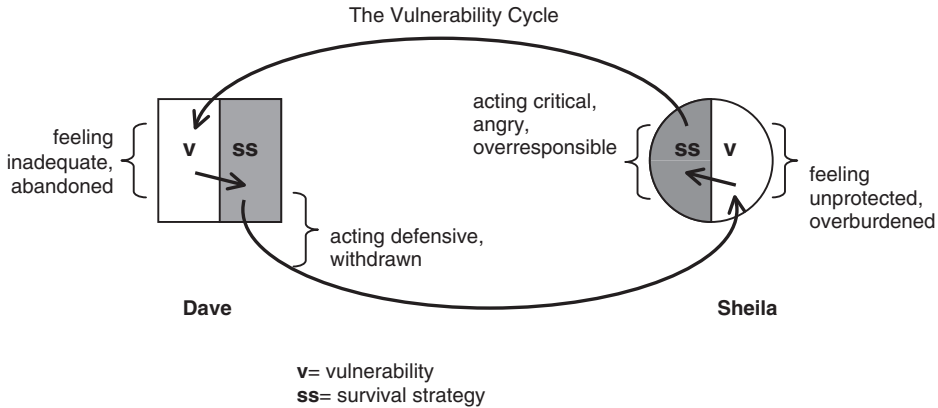 The Vulnerability Cycle
feeling
inadequate,
abandoned
v
ss
acting defensive,
withdrawn
Dave
acting critical,
angry,
overresponsible
ss
v
feeling
unprotected,
overburdened
Sheila
v= vulnerability
ss= survival strategy